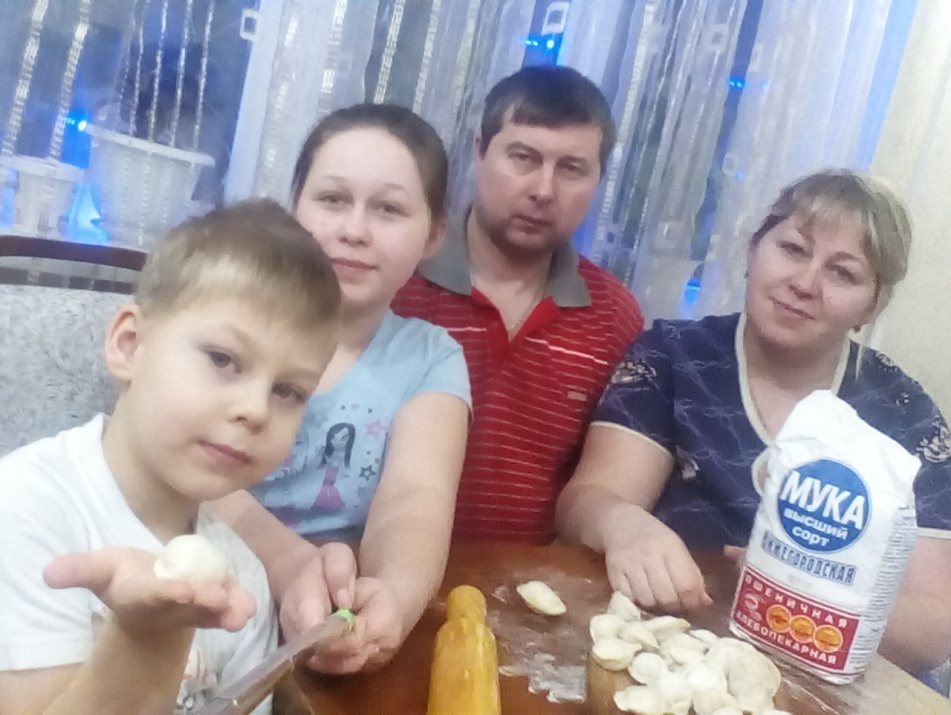 МУКА
высший
сорт
НИЖЕГОРОДСКАЯ
ПШЕНИЧНАЯ
ХЛЕБОПЕКАРНАЯ